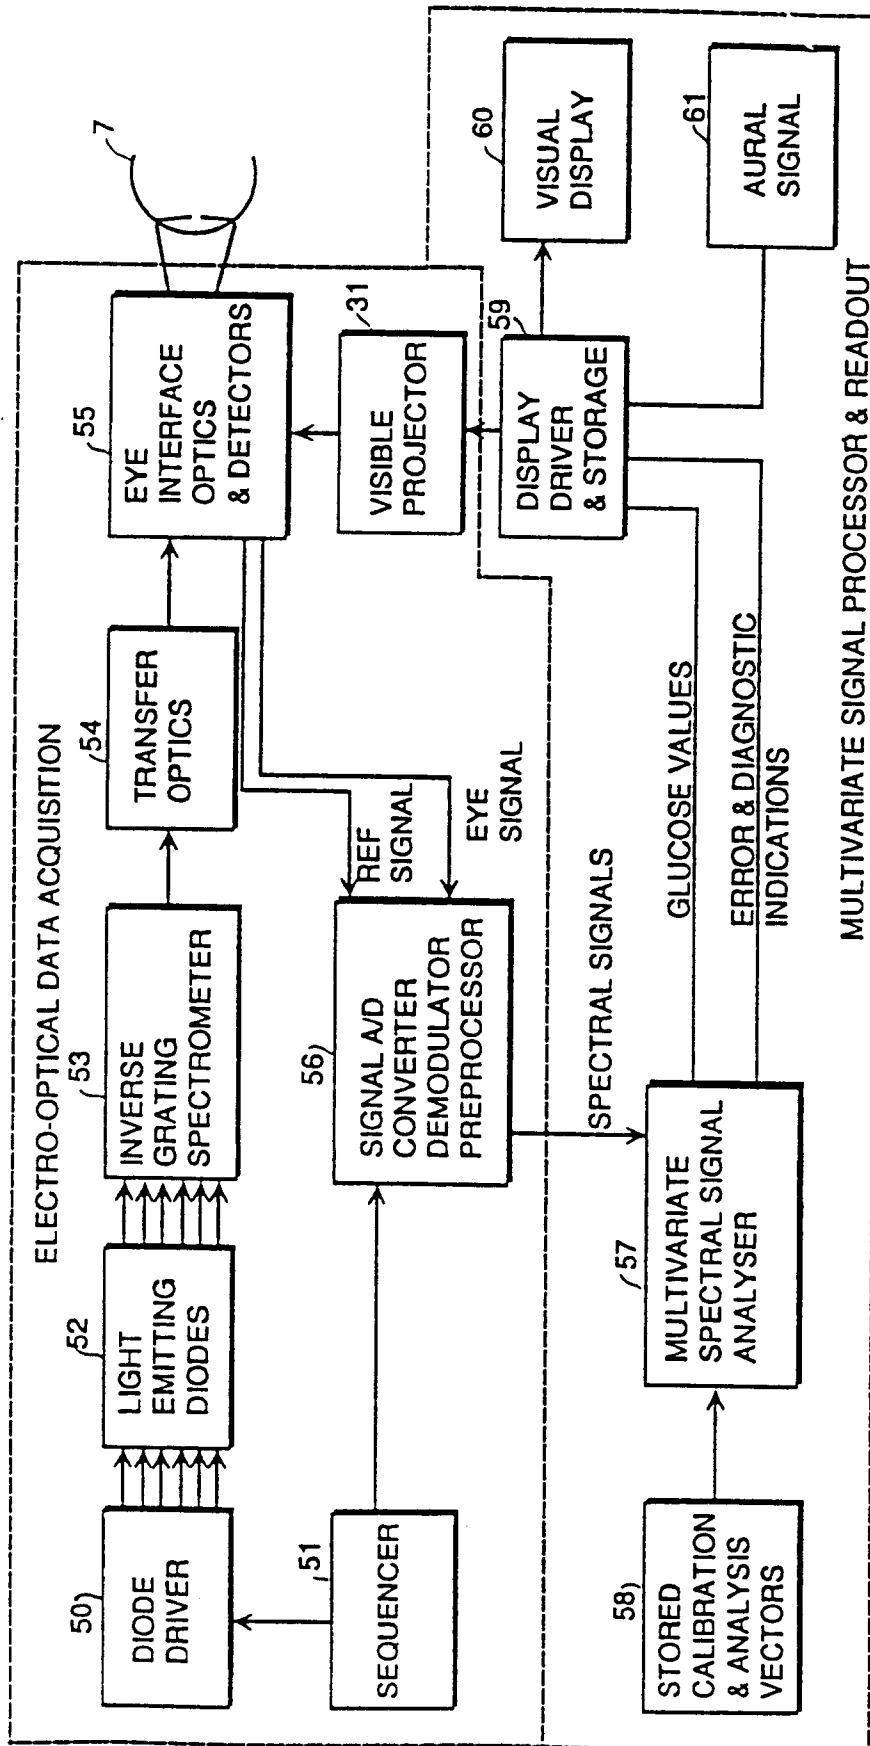 ELECTRO-OPTICAL DATA ACQUISITION
50
DIODE
DRIVER
52
LIGHT
EMITTING
DIODES
53
INVERSE
GRATING
SPECTROMETER
54
TRANSFER
OPTICS
55
EYE
INTERFACE
OPTICS
& DETECTORS
7
51
SEQUENCER
56
SIGNAL A/D
CONVERTER
DEMODULATOR
PREPROCESSOR
REF
SIGNAL
EYE
SIGNAL
31
VISIBLE
PROJECTOR
SPECTRAL SIGNALS
59
DISPLAY
DRIVER
& STORAGE
60
VISUAL
DISPLAY
58
STORED
CALIBRATION
& ANALYSIS
VECTORS
57
MULTIVARIATE
SPECTRAL SIGNAL
ANALYSER
GLUCOSE VALUES
ERROR & DIAGNOSTIC
INDICATIONS
61
AURAL
SIGNAL
MULTIVARIATE SIGNAL PROCESSOR & READOUT